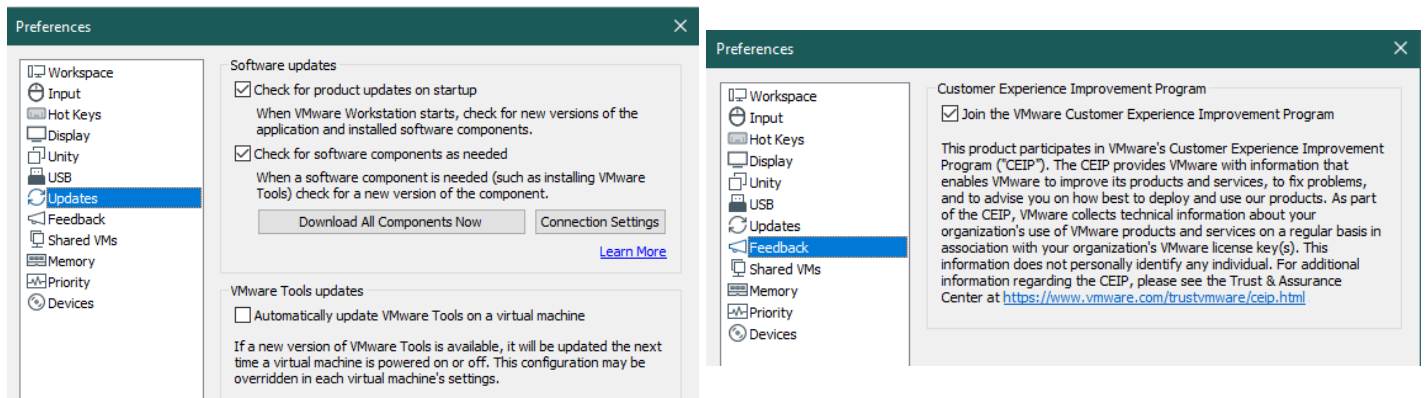 Preferences
Workspace
Input
Hot Keys
Display
Unity
USB
Updates
Feedback
Shared VMs
Memory
Priority
Devices
Software updates
Check for product updates on startup
When VMware Workstation starts, check for new versions of the
application and installed software components.
Check for software components as needed
When a software component is needed (such as installing VMware
Tools) check for a new version of the component.
Download All Components Now
Connection Settings
Learn More
VMware Tools updates
Automatically update VMware Tools on a virtual machine
If a new version of VMware Tools is available, it will be updated the next
time a virtual machine is powered on or off. This configuration may be
overridden in each virtual machine's settings.
Preferences
Workspace
Input
Hot Keys
Display
Unity
USB
Updates
Feedback
Shared VMs
Memory
Priority
Devices
Customer Experience Improvement Program
Join the VMware Customer Experience Improvement Program
This product participates in VMware's Customer Experience Improvement
Program ("CEIP"). The CEIP provides VMware with information that
enables VMware to improve its products and services, to fix problems,
and to advise you on how best to deploy and use our products. As part
of the CEIP, VMware collects technical information about your
organization's use of VMware products and services on a regular basis in
association with your organization's VMware license key(s). This
information does not personally identify any individual. For additional
information regarding the CEIP, please see the Trust & Assurance
Center at https://www.vmware.com/trustvmware/ceip.html